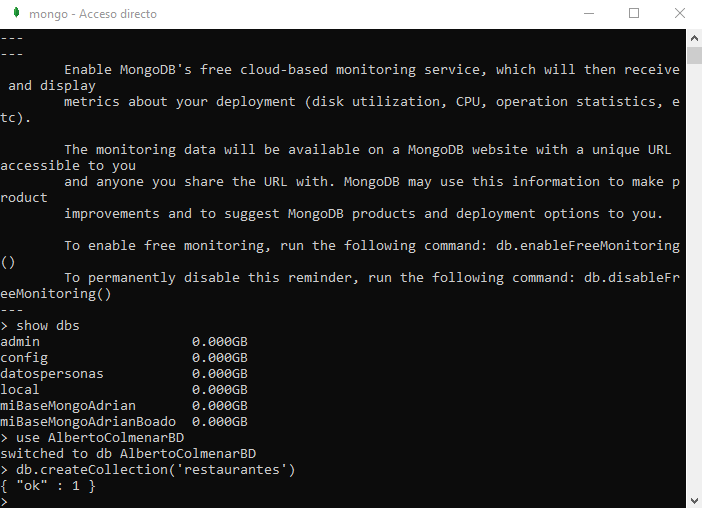 mongo - Acceso directo
---
---
        Enable MongoDB's free cloud-based monitoring service, which will then receive
 and display
        metrics about your deployment (disk utilization, CPU, operation statistics, e
tc).

        The monitoring data will be available on a MongoDB website with a unique URL
accessible to you
        and anyone you share the URL with. MongoDB may use this information to make p
roduct
        improvements and to suggest MongoDB products and deployment options to you.

        To enable free monitoring, run the following command: db.enableFreeMonitoring
()
        To permanently disable this reminder, run the following command: db.disableFr
eeMonitoring()
---
> show dbs
admin                   0.000GB
config                  0.000GB
datospersonas           0.000GB
local                   0.000GB
miBaseMongoAdrian       0.000GB
miBaseMongoAdrianBoado  0.000GB
> use AlbertoColmenarBD
switched to db AlbertoColmenarBD
> db.createCollection('restaurantes')
{ "ok" : 1 }
>